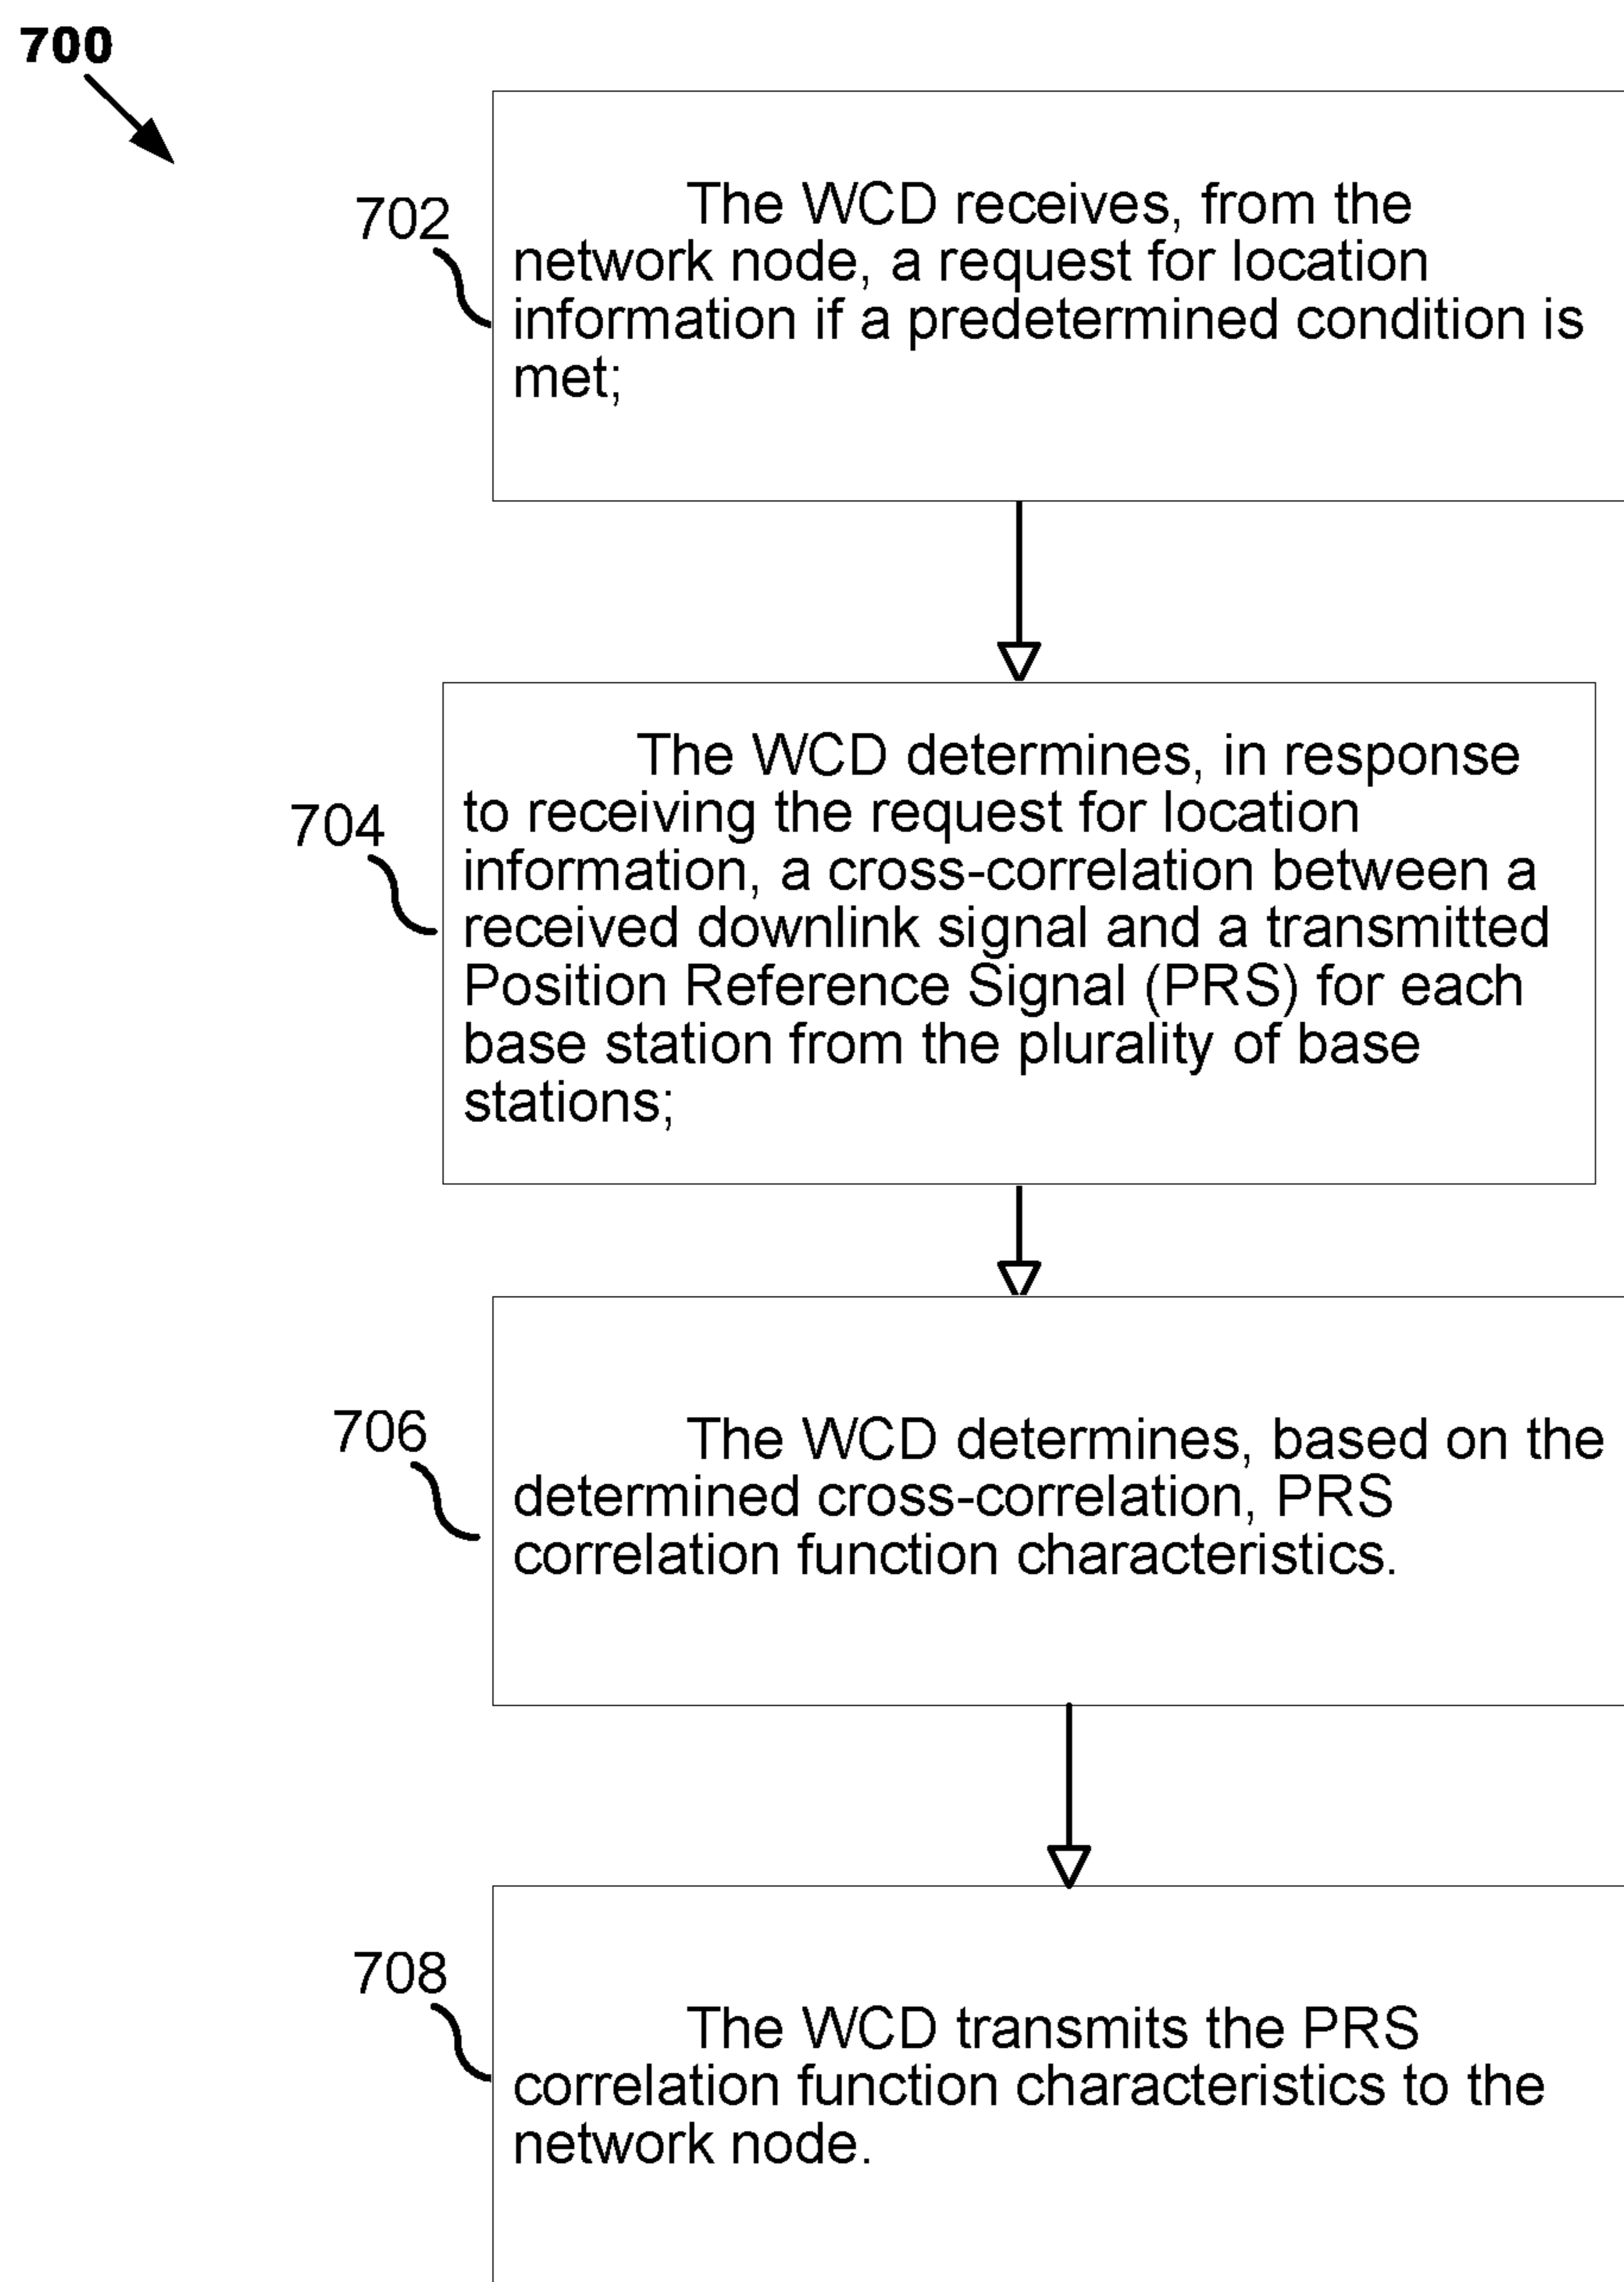 700
702
The WCD receives, from the
network node, a request for location
information if a predetermined condition is
met;
704
The WCD determines, in response
to receiving the request for location
information, a cross-correlation between a
received downlink signal and a transmitted
Position Reference Signal (PRS) for each
base station from the plurality of base
stations;
706
The WCD determines, based on the
determined cross-correlation, PRS
correlation function characteristics.
708
The WCD transmits the PRS
correlation function characteristics to the
network node.